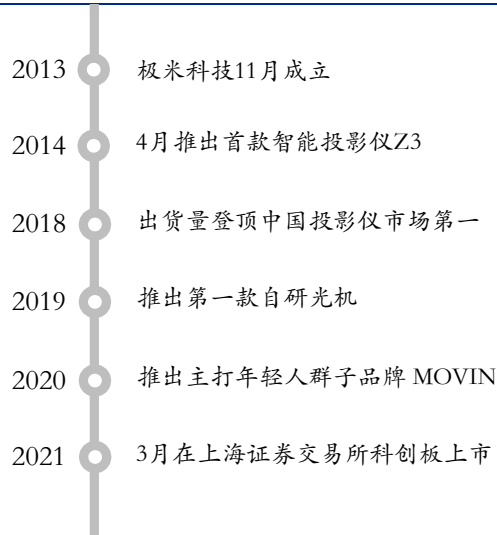 2013 极米科技11月成立
2014 4月推出首款智能投影仪Z3
2018 出货量登顶中国投影仪市场第一
2019 推出第一款自研光机
2020 推出主打年轻人群子品牌 MOVIN
2021 3月在上海证券交易所科创板上市